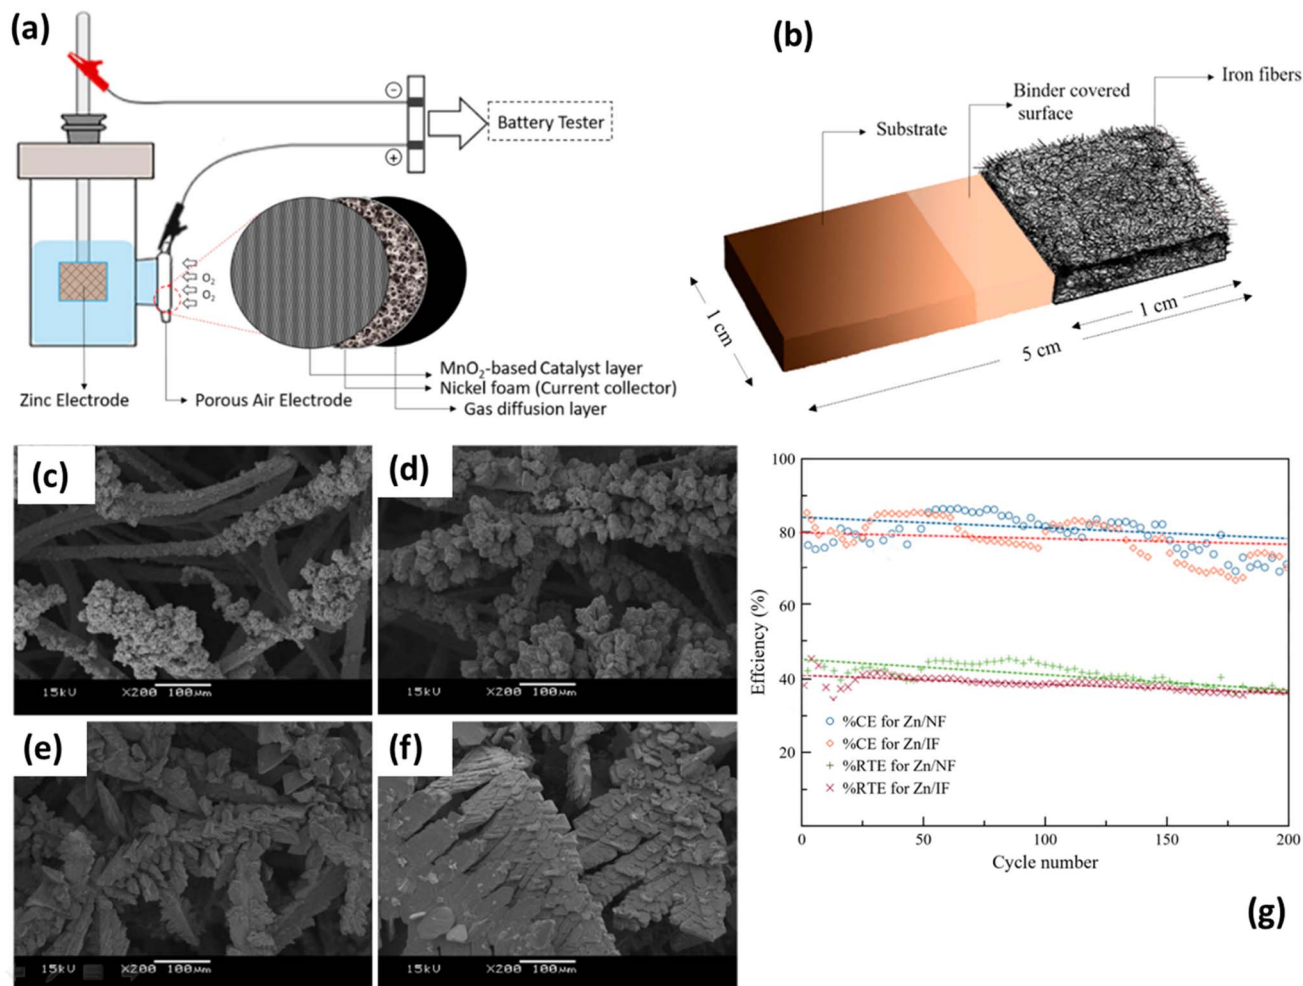 (a)
⊖
Battery Tester
⊕
O₂
O₂
MnO₂-based Catalyst layer
Nickel foam (Current collector)
Zinc Electrode
Porous Air Electrode
Gas diffusion layer
(b)
Iron fibers
Binder covered
surface
Substrate
1 cm
1 cm
5 cm
(c)
15kU X200 100μm
(d)
15kU X200 100μm
(e)
15kU X200 100μm
(f)
15kU X200 100μm
100
80
60
40
20
Effciency (%)
%CE for Zn/NF
%CE for Zn/IF
%RTE for Zn/NF
%RTE for Zn/IF
0 50 100 150 200
Cycle number
(g)